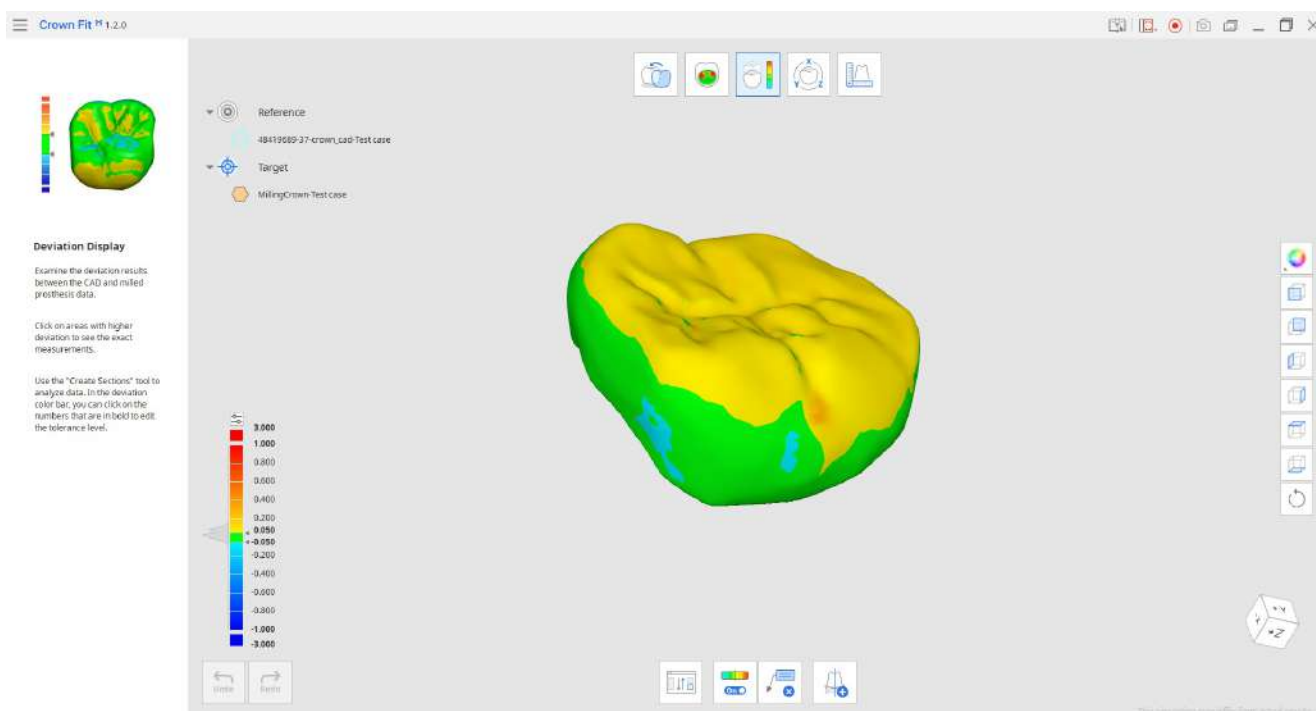 Crown Fit M 1.2.0
Reference
48419689-37-crown_cad-Test case
Target
MillingCrown-Test case
Deviation Display
Examine the deviation results
between the CAD and milled
prosthesis data.
Click on areas with higher
deviation to see the exact
measurements.
Use the "Create Sections" tool to
analyze data. In the deviation
color bar, you can click on the
numbers that are in bold to edit
the tolerance level.
3.000
1.000
0.800
0.600
0.400
0.200
0.050
-0.050
-0.200
-0.400
-0.600
-0.800
-1.000
-3.000
Undo
Redo
On
X
Y
Z
+Z